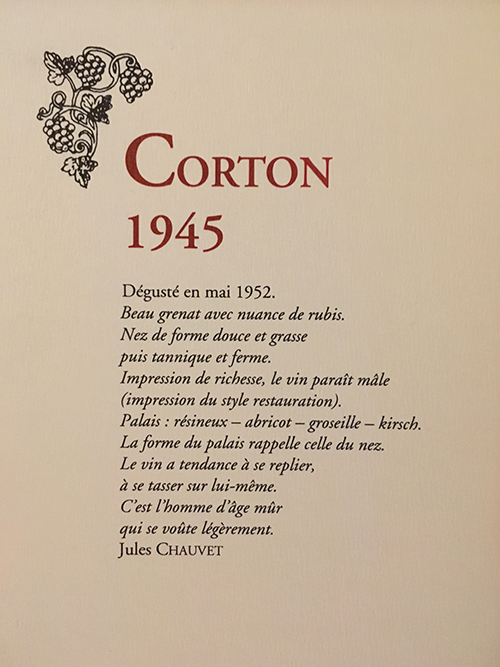 CORTON
1945
Dégusté en mai 1952.
Beau grenat avec nuance de rubis.
Nez de forme douce et grasse
puis tannique et ferme.
Impression de richesse, le vin paraît mâle
(impression du style restauration).
Palais : résineux – abricot – groseille – kirsch.
La forme du palais rappelle celle du nez.
Le vin a tendance à se replier,
à se tasser sur lui-même.
C’est l’homme d’âge mûr
qui se voûte légèrement.
Jules CHAUVET